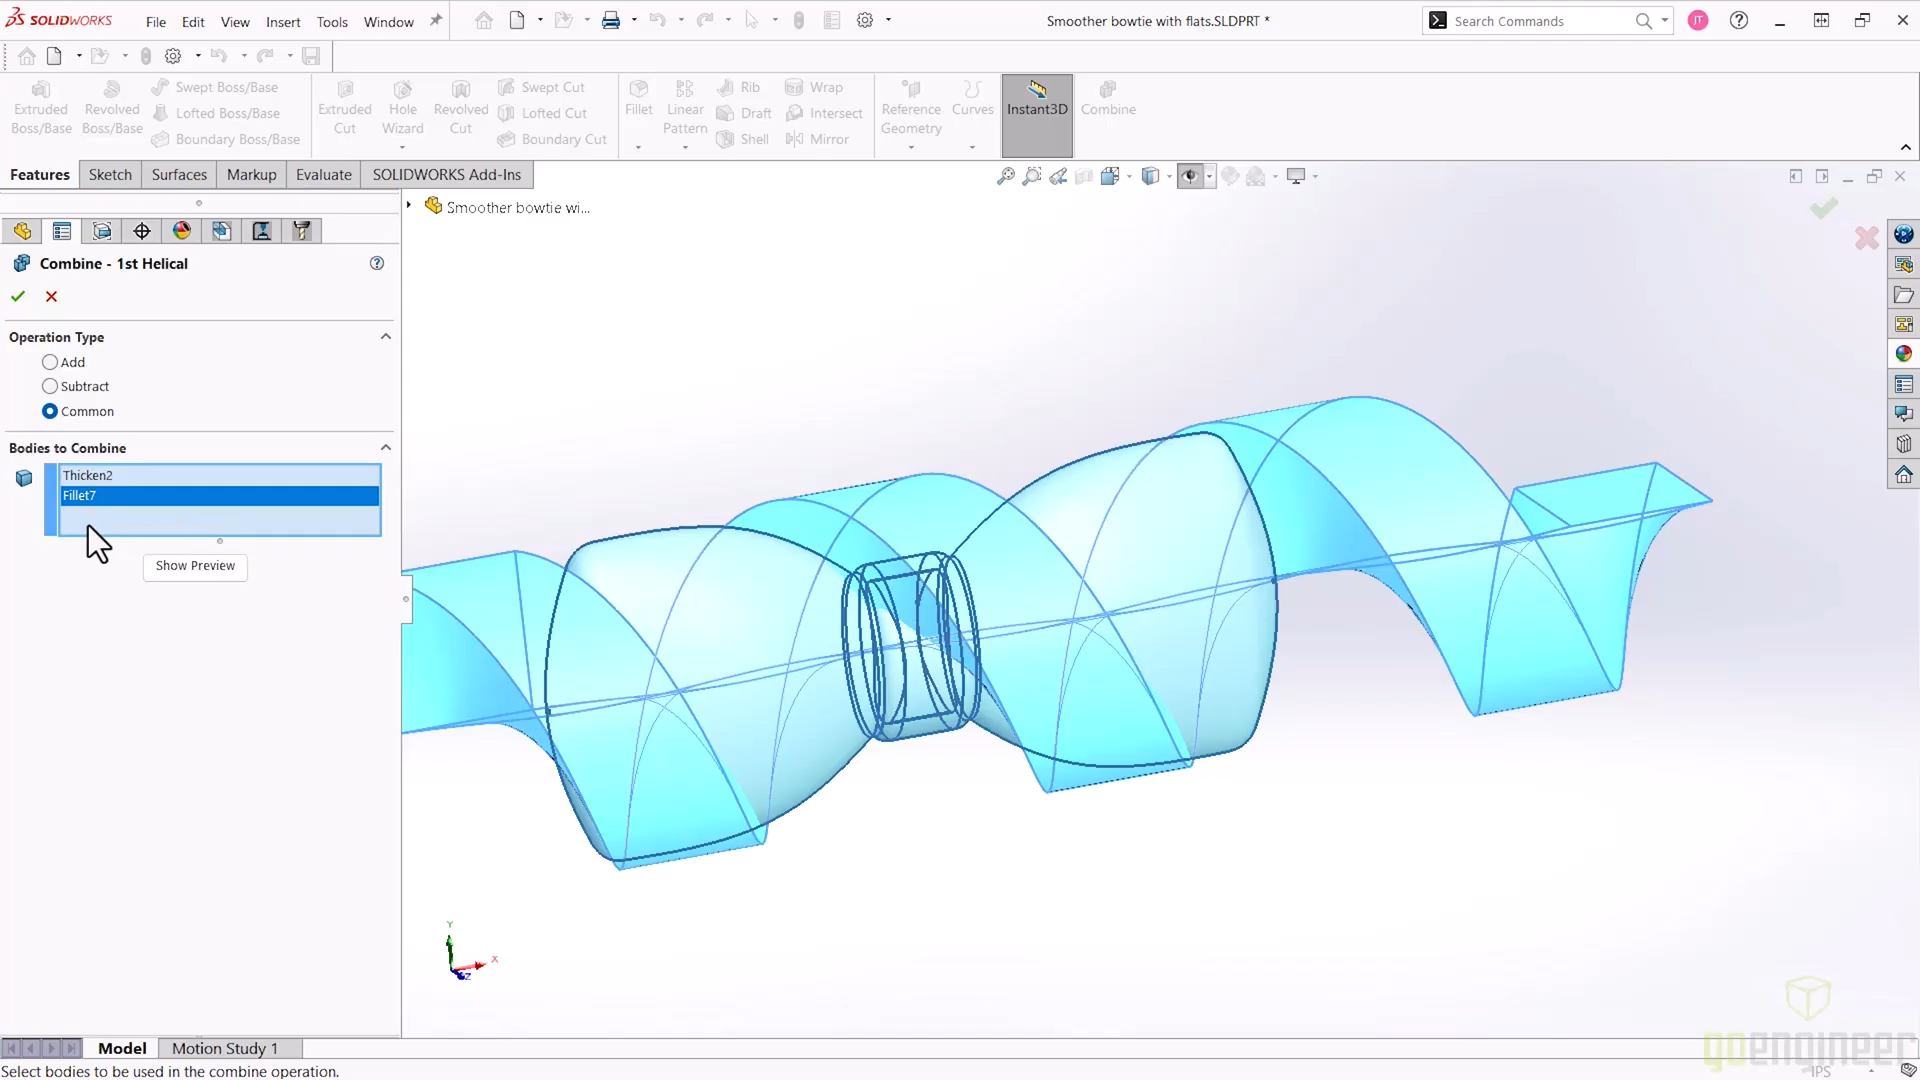 SOLIDWORKS File Edit View Insert Tools Window Smoother bowtie with flats.SLDPRT * Search Commands JT
Extruded Boss/Base Revolved Boss/Base Swept Boss/Base Lofted Boss/Base Boundary Boss/Base Extruded Cut Hole Wizard Revolved Cut Swept Cut Lofted Cut Boundary Cut Fillet Linear Pattern Rib Draft Shell Wrap Intersect Mirror Reference Geometry Curves Instant3D Combine
Features Sketch Surfaces Markup Evaluate SOLIDWORKS Add-Ins
Smoother bowtie wi...
Combine - 1st Helical
Operation Type
Add
Subtract
Common
Bodies to Combine
Thicken2
Fillet7
Show Preview
Y
X
Z
goengineer
Model Motion Study 1
Select bodies to be used in the combine operation. IPS